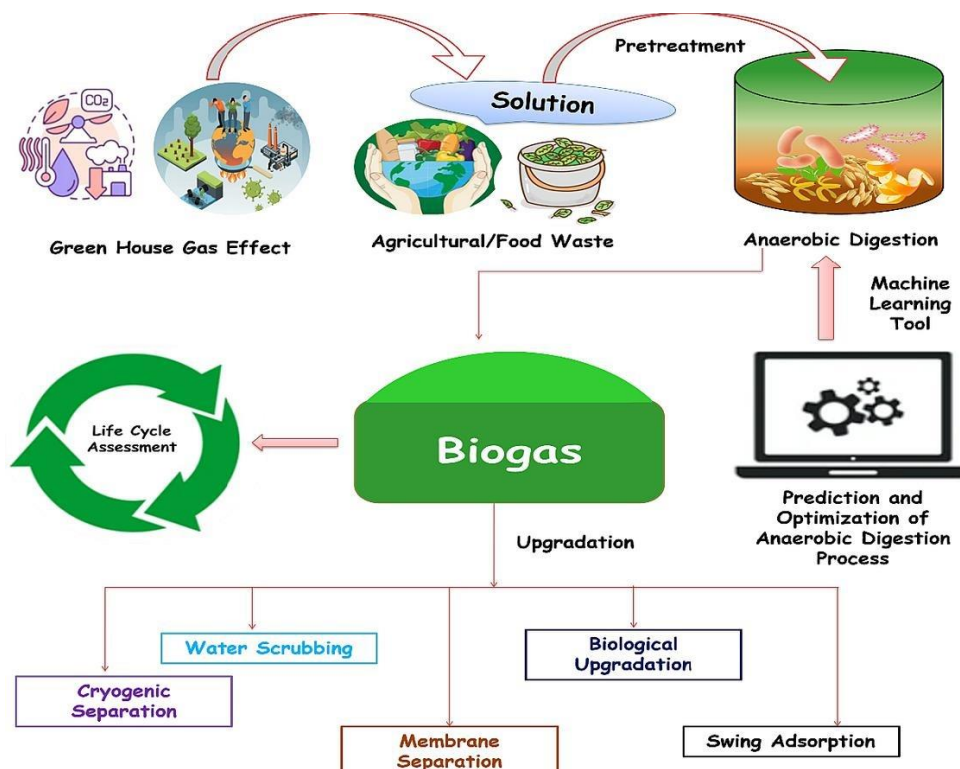 Pretreatment
CO2
Solution
Green House Gas Effect
Agricultural/Food Waste
Anaerobic Digestion
Machine
Learning
Tool
Life Cycle
Assessment
Biogas
Prediction and
Optimization of
Anaerobic Digestion
Process
Upgradation
Water Scrubbing
Biological
Upgradation
Cryogenic
Separation
Membrane
Separation
Swing Adsorption